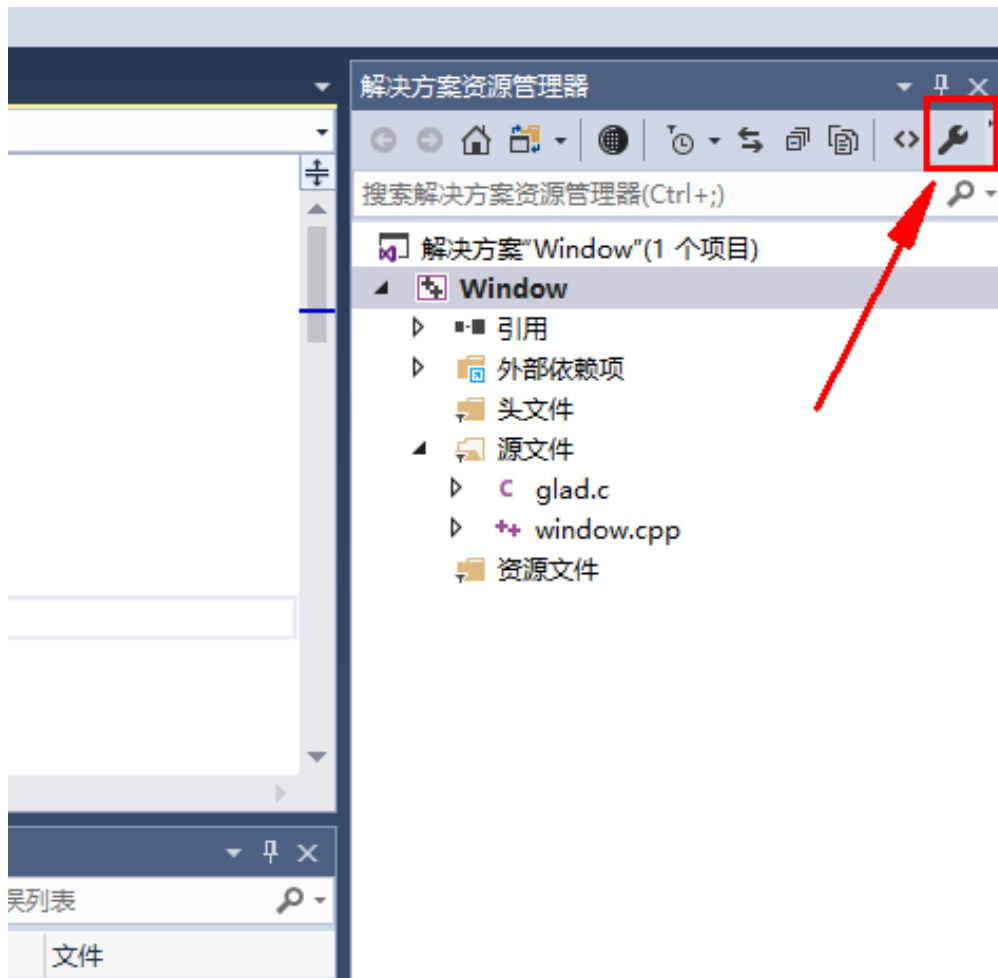 解决方案资源管理器
搜索解决方案资源管理器(Ctrl+;)
解决方案"Window"(1 个项目)
Window
引用
外部依赖项
头文件
源文件
glad.c
window.cpp
资源文件
列表
文件